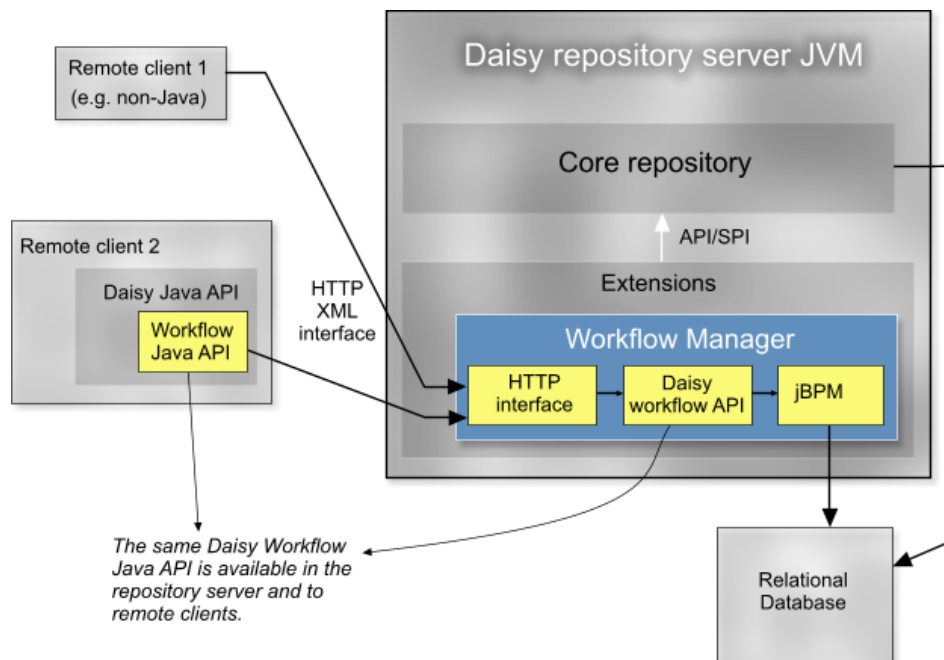 Daisy repository server JVM
Remote client 1
(e.g. non-Java)
Core repository
API/SPI
Remote client 2
Daisy Java API
Workflow
Java API
HTTP
XML
interface
Extensions
Workflow Manager
HTTP
interface
Daisy
workflow API
jBPM
The same Daisy Workflow
Java API is available in the
repository server and to
remote clients.
Relational
Database